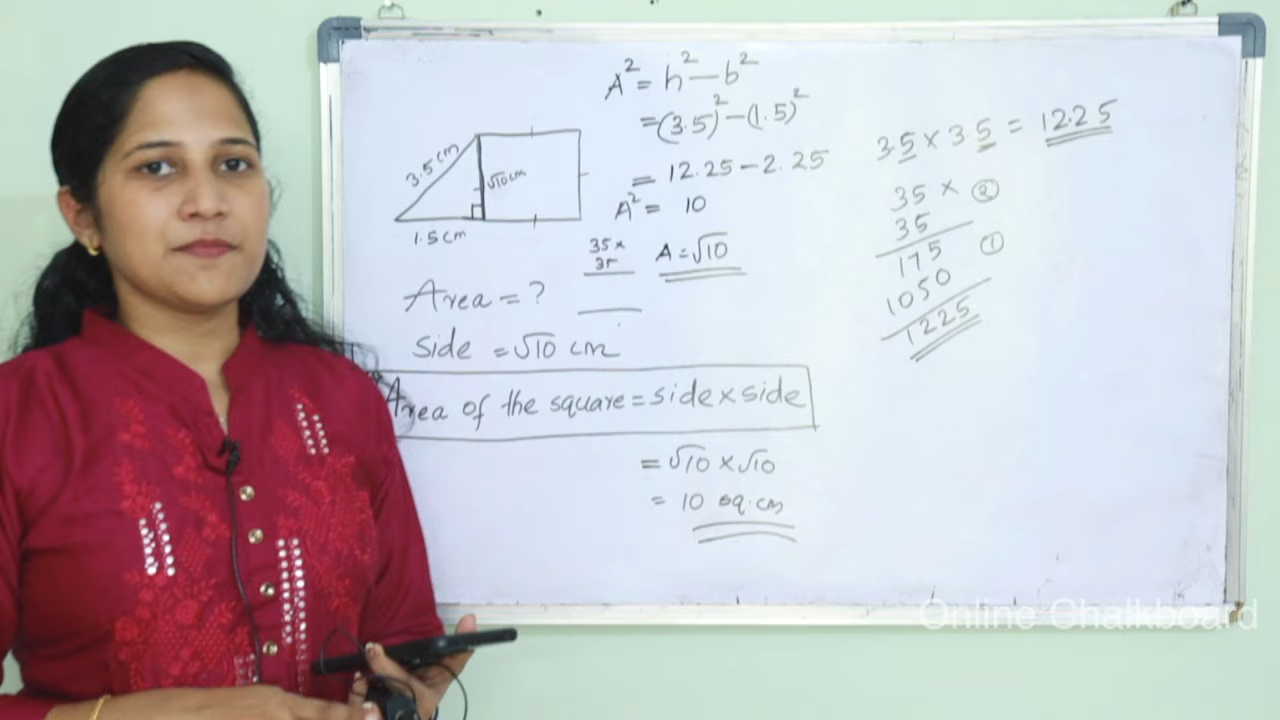 A² = h² – b²
= (3.5)² – (1.5)²
= 12.25 – 2.25
A² = 10
A = √10
3.5 cm
√10 cm
1.5 cm
35 ×
35
Area = ?
Side = √10 cm
Area of the square = side × side
= √10 × √10
= 10 sq.cm
3.5 × 3.5 = 12.25
35 × ②
35
175 ①
1050
1225
Online Chalkboard